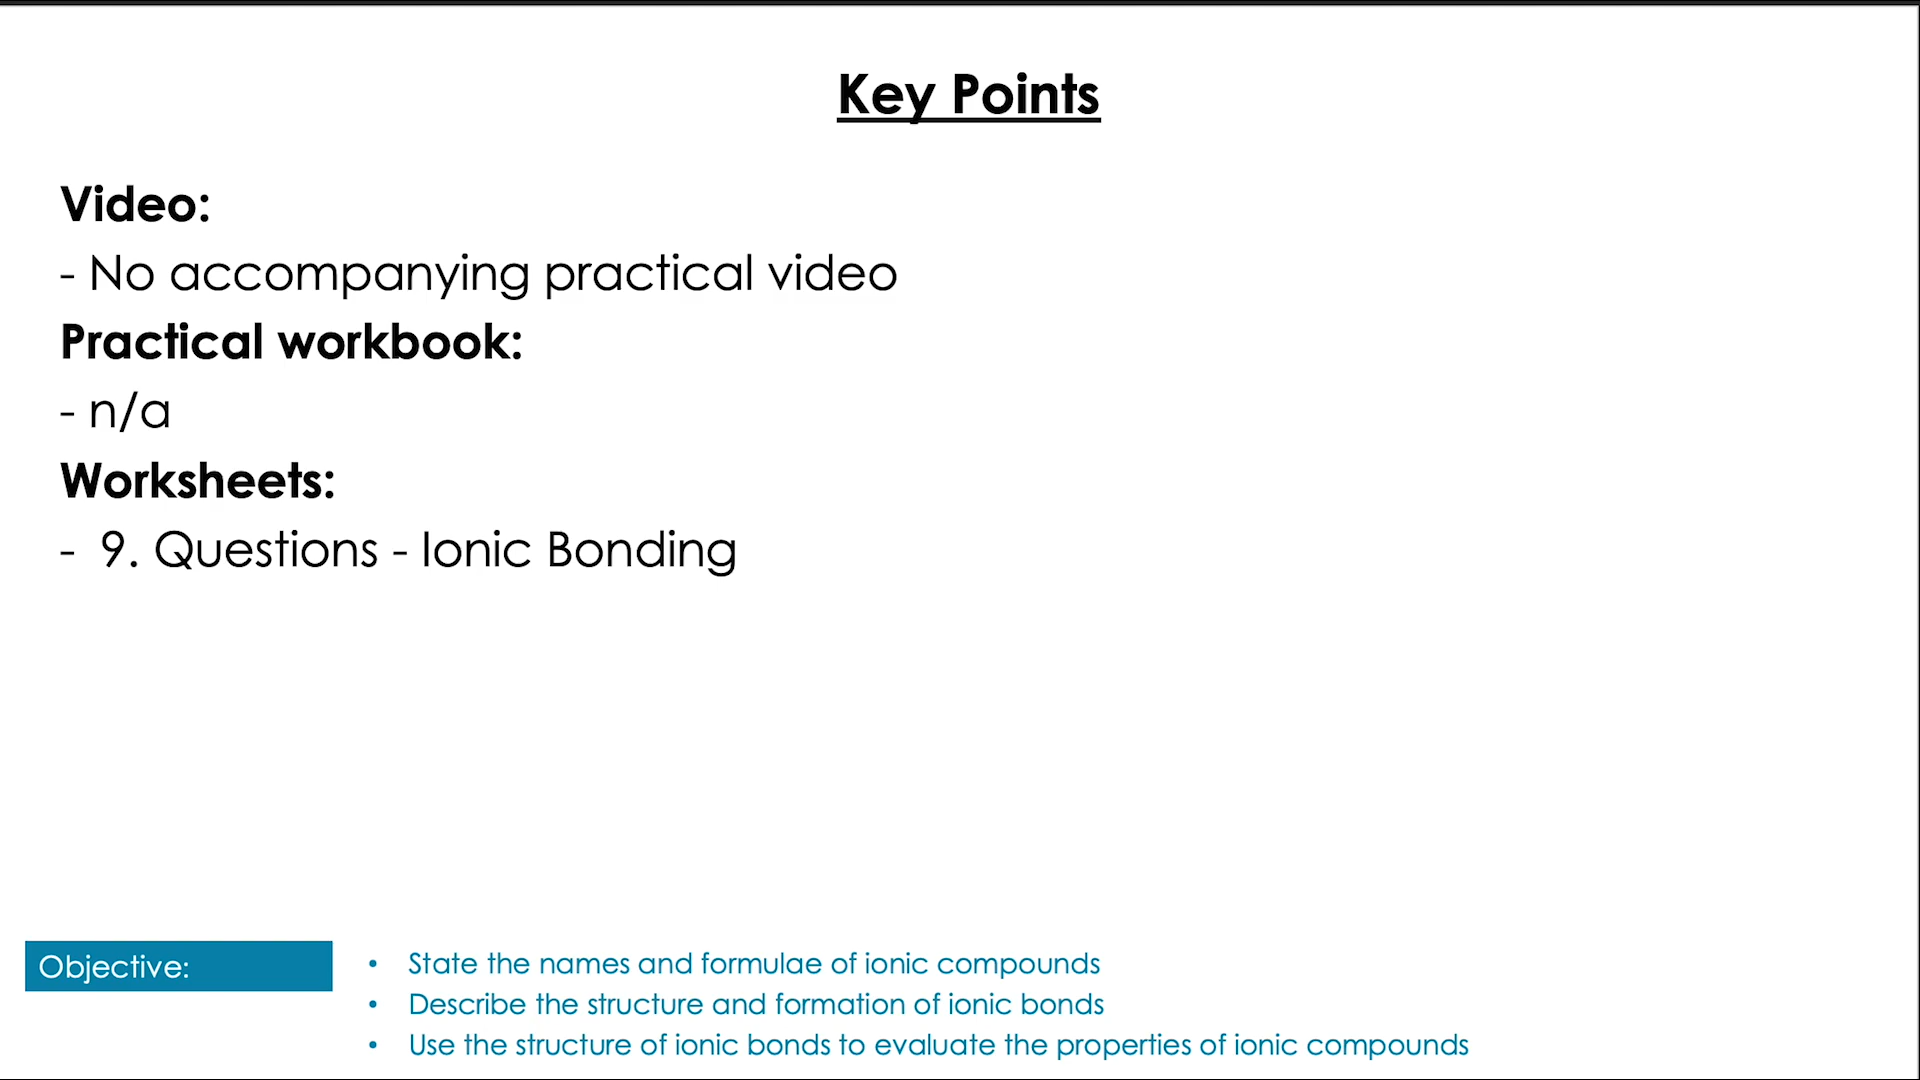 Key Points
Video:
- No accompanying practical video
Practical workbook:
- n/a
Worksheets:
- 9. Questions - Ionic Bonding
Objective:
• State the names and formulae of ionic compounds
• Describe the structure and formation of ionic bonds
• Use the structure of ionic bonds to evaluate the properties of ionic compounds